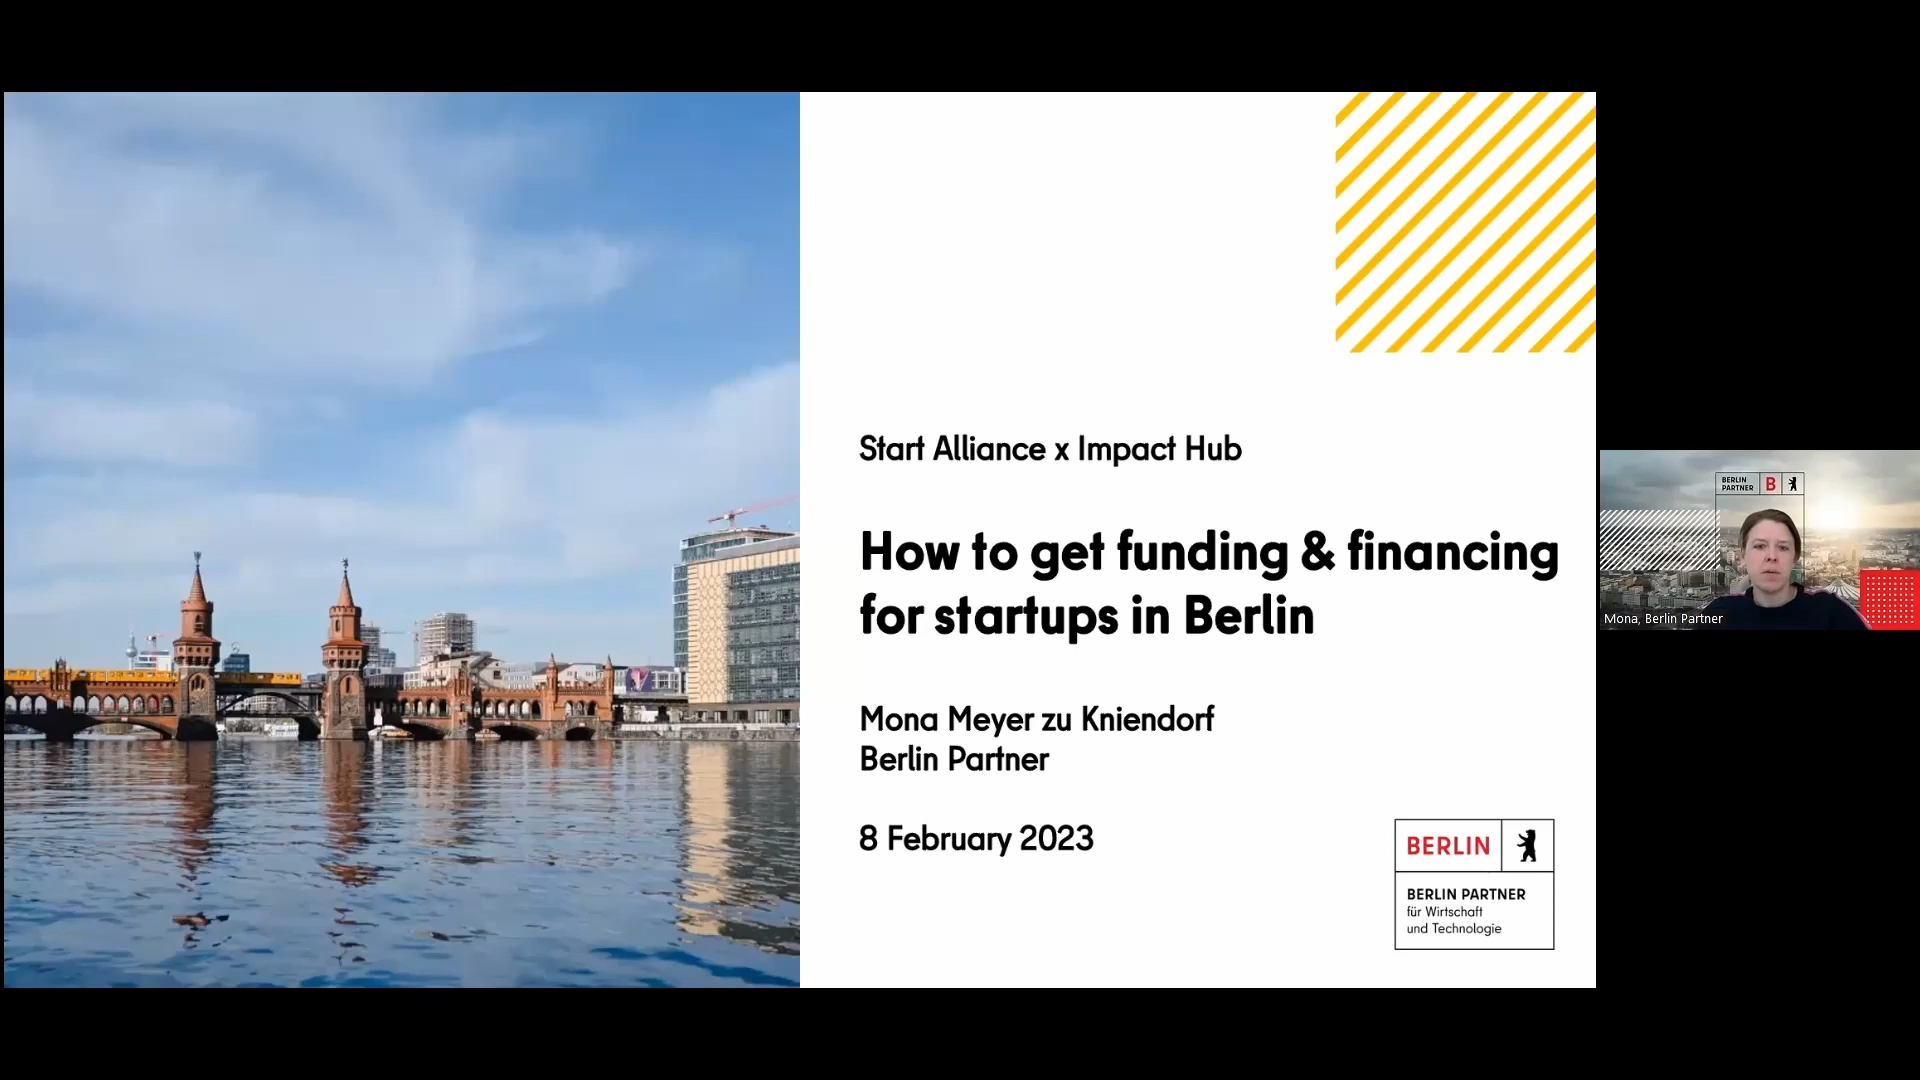 Start Alliance x Impact Hub
How to get funding & financing
for startups in Berlin
Mona Meyer zu Kniendorf
Berlin Partner
8 February 2023
BERLIN
BERLIN PARTNER
für Wirtschaft
und Technologie
BERLIN
PARTNER
B
Mona, Berlin Partner